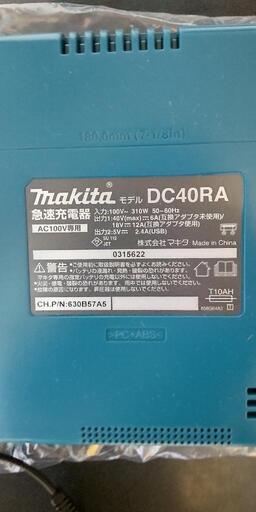 180.0mm (7-1/8in)
makita モデル DC40RA
急速充電器
AC100V専用
入力:100V〜 310W 50-60Hz
出力1:40V(max)⎓6A(互換アダプタ未使用)
18V⎓12A(互換アダプタ使用)
出力2:5V⎓2.4A(USB)
株式会社マキタ Made in China
0315622
⚠警告
CH.P/N:630B57A5
T10AH
>PC+ABS<